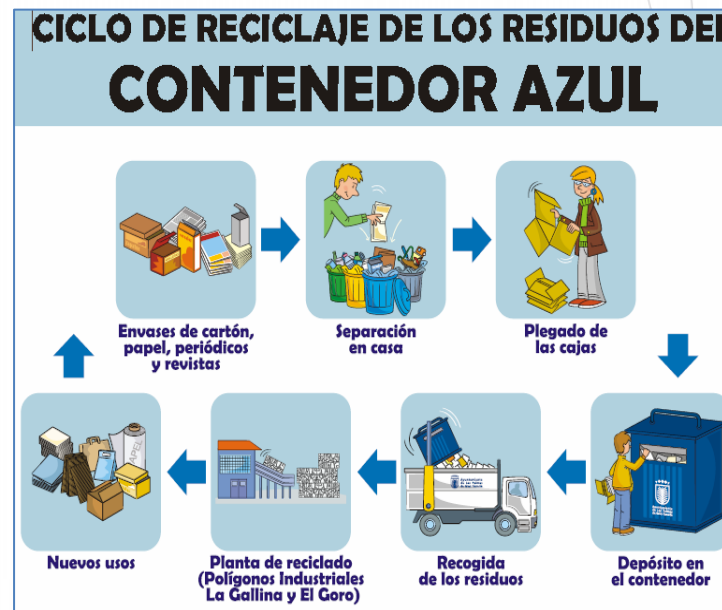 CICLO DE RECICLAJE DE LOS RESIDUOS DEL
CONTENEDOR AZUL
Envases de cartón,
papel, periódicos
y revistas
Separación
en casa
Plegado de
las cajas
Nuevos usos
PAPEL
Planta de reciclado
(Polígonos Industriales
La Gallina y El Goro)
Recogida
de los residuos
Depósito en
el contenedor